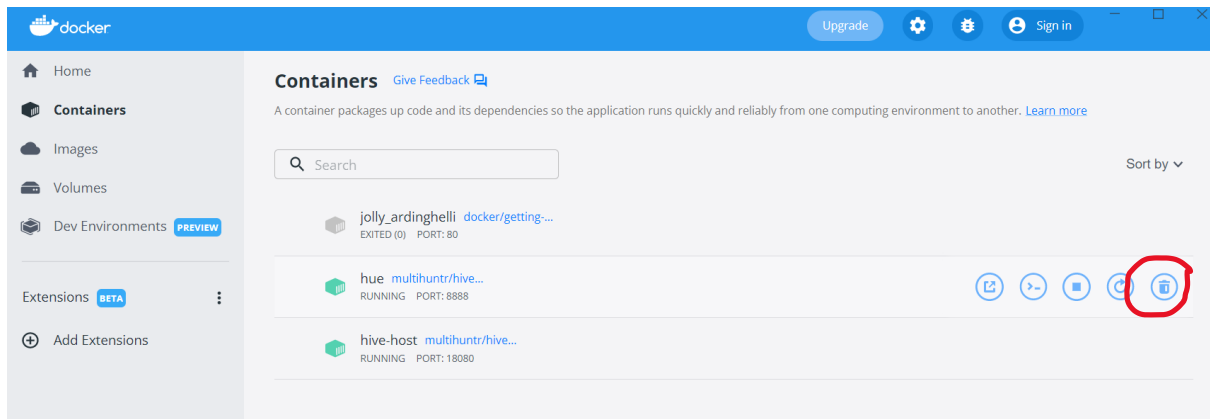 docker
Upgrade
Sign in
Home
Containers
Images
Volumes
Dev Environments PREVIEW
Extensions BETA
Add Extensions
Containers Give Feedback
A container packages up code and its dependencies so the application runs quickly and reliably from one computing environment to another. Learn more
Search
Sort by
jolly_ardinghelli docker/getting-...
EXITED (0) PORT: 80
hue multihuntr/hive...
RUNNING PORT: 8888
hive-host multihuntr/hive...
RUNNING PORT: 18080